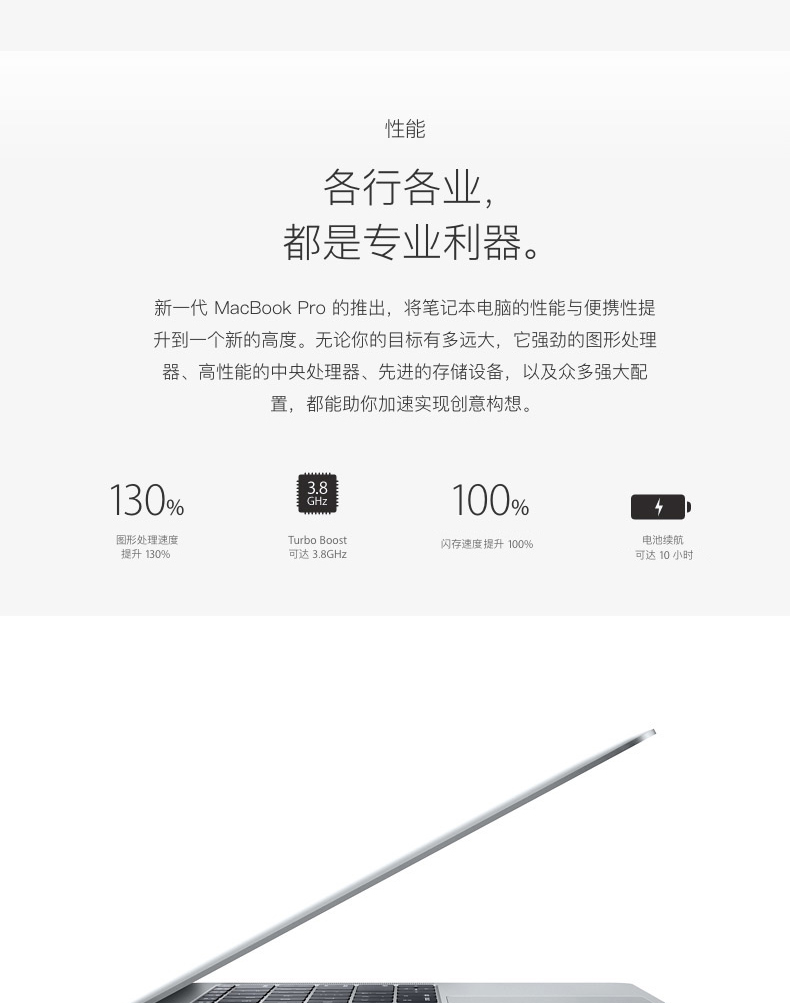 性能
各行各业，
都是专业利器。
新一代 MacBook Pro 的推出，将笔记本电脑的性能与便携性提
升到一个新的高度。无论你的目标有多远大，它强劲的图形处理
器、高性能的中央处理器、先进的存储设备，以及众多强大配
置，都能助你加速实现创意构想。
130%
图形处理速度
提升 130%
3.8
GHz
Turbo Boost
可达 3.8GHz
100%
闪存速度提升 100%
电池续航
可达 10 小时